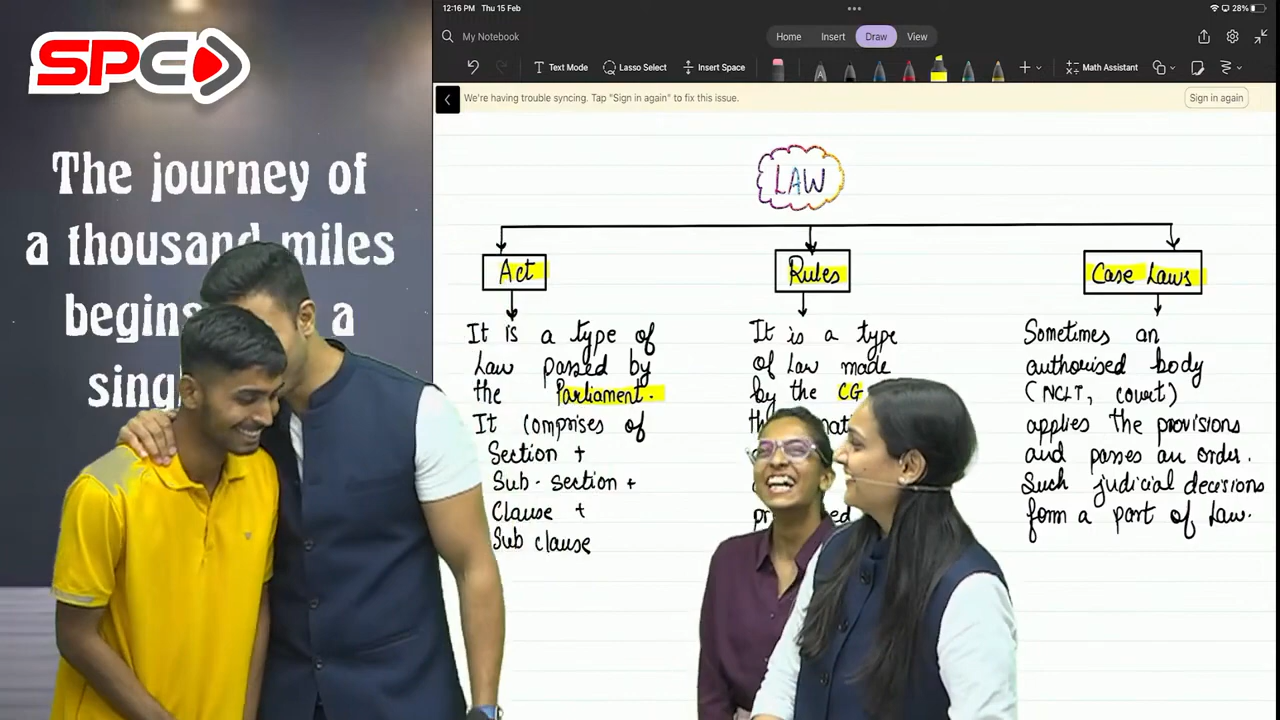 12:16 PM Thu 15 Feb
28%
My Notebook
Home Insert Draw View
Text Mode Lasso Select Insert Space Math Assistant
We're having trouble syncing. Tap "Sign in again" to fix this issue.
Sign in again
SPE
The journey of
a thousand miles
begins a
LAW
Act
It is a type of
Law passed by
the Parliament.
It comprises of
Section +
Sub-section +
Clause +
Sub clause
Rules
It is a type
of Law made
by the CG
Case Laws
Sometimes an
authorised body
(NCLT, court)
applies the provisions
and passes an order.
Such judicial decisions
form a part of Law.